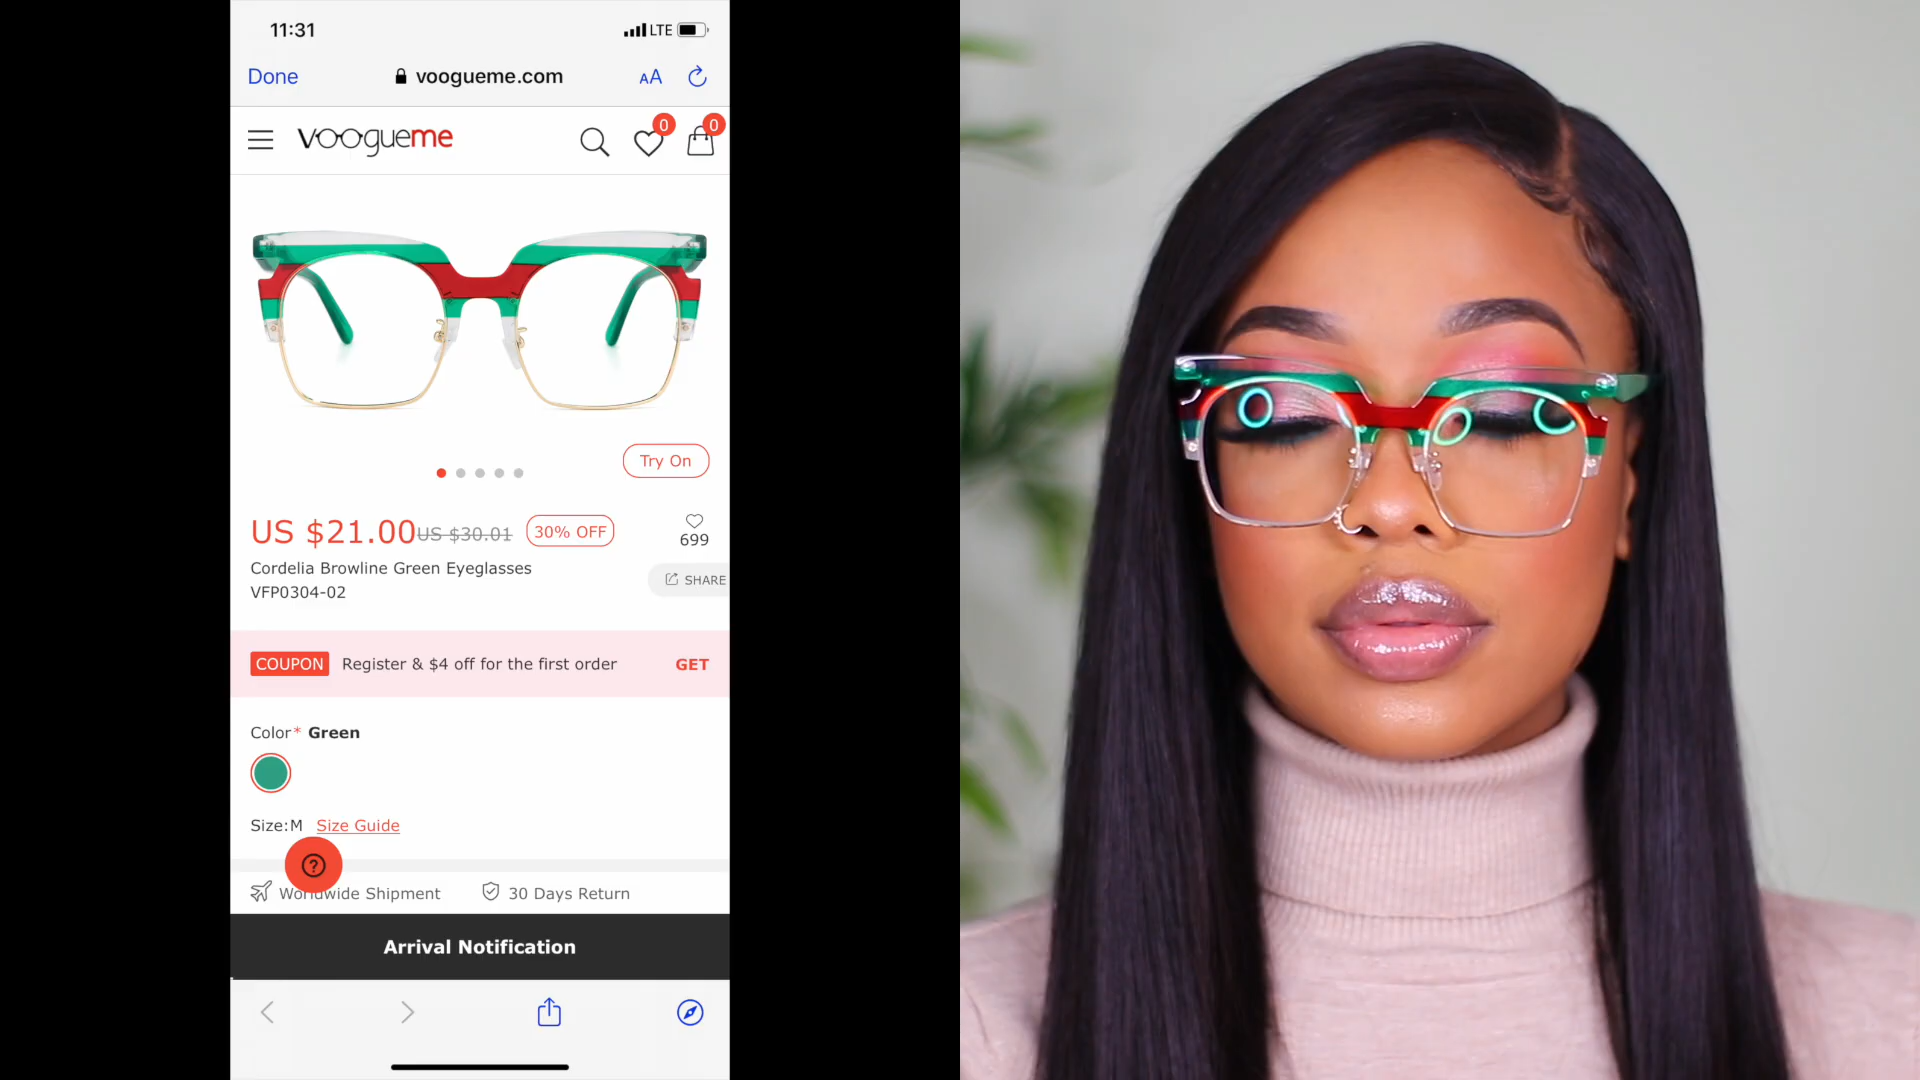 11:31
LTE
Done
voogueme.com
AA
voogueme
0
0
Try On
US $21.00
US $30.01
30% OFF
699
Cordelia Browline Green Eyeglasses
VFP0304-02
SHARE
COUPON
Register & $4 off for the first order
GET
Color* Green
Size:M
Size Guide
?
Worldwide Shipment
30 Days Return
Arrival Notification